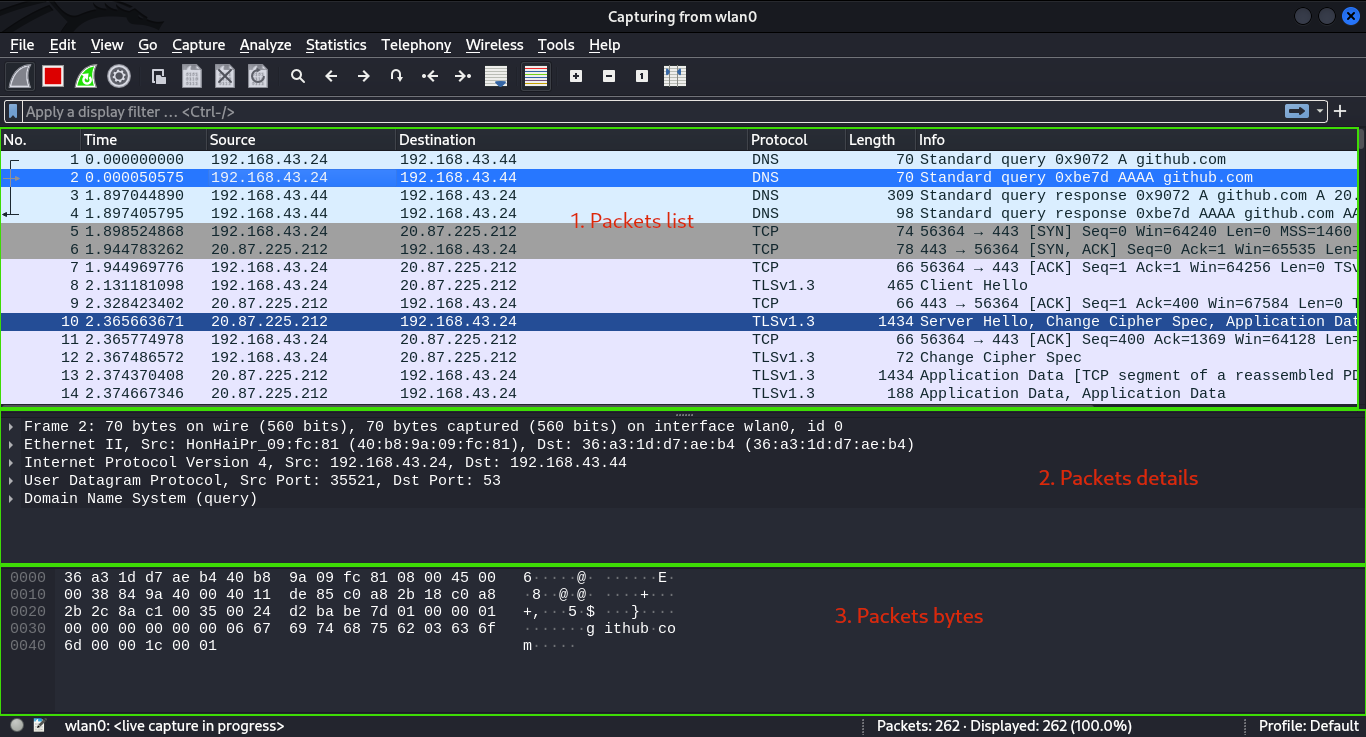 Capturing from wlan0
File Edit View Go Capture Analyze Statistics Telephony Wireless Tools Help
Apply a display filter … <Ctrl-/>
No. Time Source Destination Protocol Length Info
1 0.000000000 192.168.43.24 192.168.43.44 DNS 70 Standard query 0x9072 A github.com
2 0.000050575 192.168.43.24 192.168.43.44 DNS 70 Standard query 0xbe7d AAAA github.com
3 1.897044890 192.168.43.44 192.168.43.24 DNS 309 Standard query response 0x9072 A github.com A 20.
4 1.897405795 192.168.43.44 192.168.43.24 DNS 98 Standard query response 0xbe7d AAAA github.com AA
1. Packets list
5 1.898524868 192.168.43.24 20.87.225.212 TCP 74 56364 → 443 [SYN] Seq=0 Win=64240 Len=0 MSS=1460
6 1.944783262 20.87.225.212 192.168.43.24 TCP 78 443 → 56364 [SYN, ACK] Seq=0 Ack=1 Win=65535 Len=
7 1.944969776 192.168.43.24 20.87.225.212 TCP 66 56364 → 443 [ACK] Seq=1 Ack=1 Win=64256 Len=0 TSv
8 2.131181098 192.168.43.24 20.87.225.212 TLSv1.3 465 Client Hello
9 2.328423402 20.87.225.212 192.168.43.24 TCP 66 443 → 56364 [ACK] Seq=1 Ack=400 Win=67584 Len=0 T
10 2.365663671 20.87.225.212 192.168.43.24 TLSv1.3 1434 Server Hello, Change Cipher Spec, Application Dat
11 2.365774978 192.168.43.24 20.87.225.212 TCP 66 56364 → 443 [ACK] Seq=400 Ack=1369 Win=64128 Len=
12 2.367486572 192.168.43.24 20.87.225.212 TLSv1.3 72 Change Cipher Spec
13 2.374370408 20.87.225.212 192.168.43.24 TLSv1.3 1434 Application Data [TCP segment of a reassembled PD
14 2.374667346 20.87.225.212 192.168.43.24 TLSv1.3 188 Application Data, Application Data
Frame 2: 70 bytes on wire (560 bits), 70 bytes captured (560 bits) on interface wlan0, id 0
Ethernet II, Src: HonHaiPr_09:fc:81 (40:b8:9a:09:fc:81), Dst: 36:a3:1d:d7:ae:b4 (36:a3:1d:d7:ae:b4)
Internet Protocol Version 4, Src: 192.168.43.24, Dst: 192.168.43.44
User Datagram Protocol, Src Port: 35521, Dst Port: 53
2. Packets details
Domain Name System (query)
0000 36 a3 1d d7 ae b4 40 b8 9a 09 fc 81 08 00 45 00 6·····@· ······E·
0010 00 38 84 9a 40 00 40 11 de 85 c0 a8 2b 18 c0 a8 ·8··@·@· ····+···
0020 2b 2c 8a c1 00 35 00 24 d2 ba be 7d 01 00 00 01 +,···5·$ ···}····
3. Packets bytes
0030 00 00 00 00 00 00 06 67 69 74 68 75 62 03 63 6f ·······g ithub·co
0040 6d 00 00 1c 00 01 m·····
wlan0: <live capture in progress> Packets: 262 · Displayed: 262 (100.0%) Profile: Default